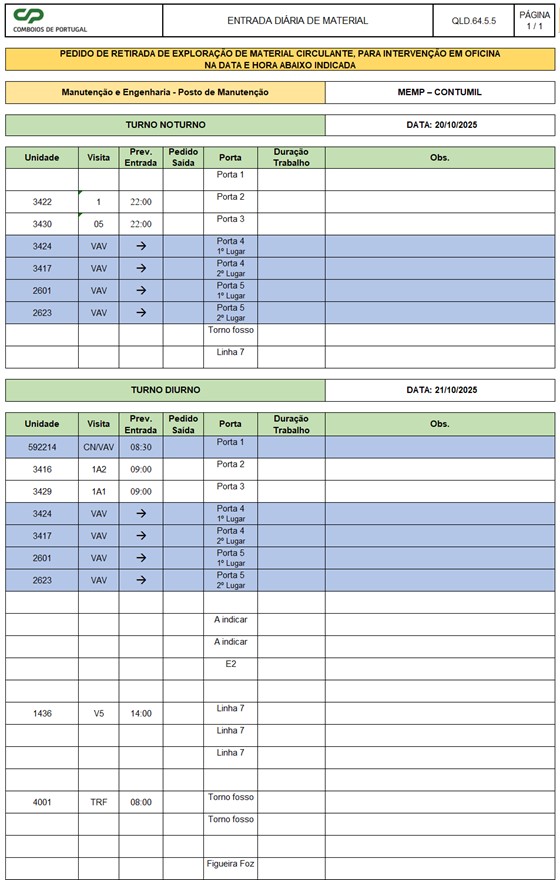 CP
COMBOIOS DE PORTUGAL
ENTRADA DIÁRIA DE MATERIAL
QLD.64.5.5
PÁGINA
1 / 1
PEDIDO DE RETIRADA DE EXPLORAÇÃO DE MATERIAL CIRCULANTE, PARA INTERVENÇÃO EM OFICINA
NA DATA E HORA ABAIXO INDICADA
Manutenção e Engenharia - Posto de Manutenção
MEMP – CONTUMIL
TURNO NOTURNO
DATA: 20/10/2025
Unidade Visita Prev. Entrada Pedido Saída Porta Duração Trabalho Obs.
Porta 1
3422 1 22:00 Porta 2
3430 05 22:00 Porta 3
3424 VAV → Porta 4 1º Lugar
3417 VAV → Porta 4 2º Lugar
2601 VAV → Porta 5 1º Lugar
2623 VAV → Porta 5 2º Lugar
Torno fosso
Linha 7
TURNO DIURNO
DATA: 21/10/2025
Unidade Visita Prev. Entrada Pedido Saída Porta Duração Trabalho Obs.
592214 CN/VAV 08:30 Porta 1
3416 1A2 09:00 Porta 2
3429 1A1 09:00 Porta 3
3424 VAV → Porta 4 1º Lugar
3417 VAV → Porta 4 2º Lugar
2601 VAV → Porta 5 1º Lugar
2623 VAV → Porta 5 2º Lugar
A indicar
A indicar
E2
1436 V5 14:00 Linha 7
Linha 7
Linha 7
4001 TRF 08:00 Torno fosso
Torno fosso
Figueira Foz